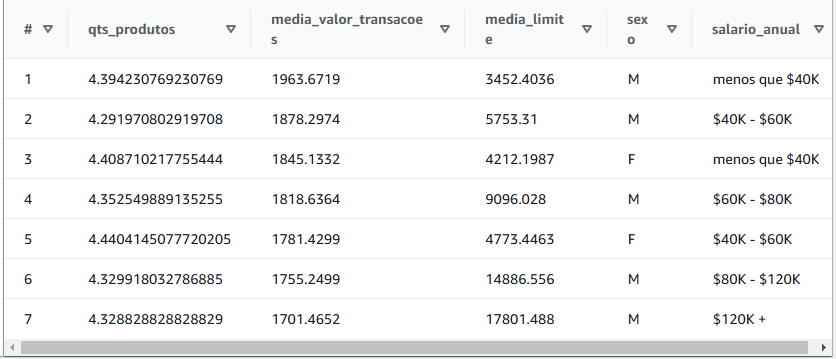 # qts_produtos media_valor_transacoes media_limite sexo salario_anual
1 4.394230769230769 1963.6719 3452.4036 M menos que $40K
2 4.291970802919708 1878.2974 5753.31 M $40K - $60K
3 4.408710217755444 1845.1332 4212.1987 F menos que $40K
4 4.352549889135255 1818.6364 9096.028 M $60K - $80K
5 4.4404145077720205 1781.4299 4773.4463 F $40K - $60K
6 4.329918032786885 1755.2499 14886.556 M $80K - $120K
7 4.328828828828829 1701.4652 17801.488 M $120K +